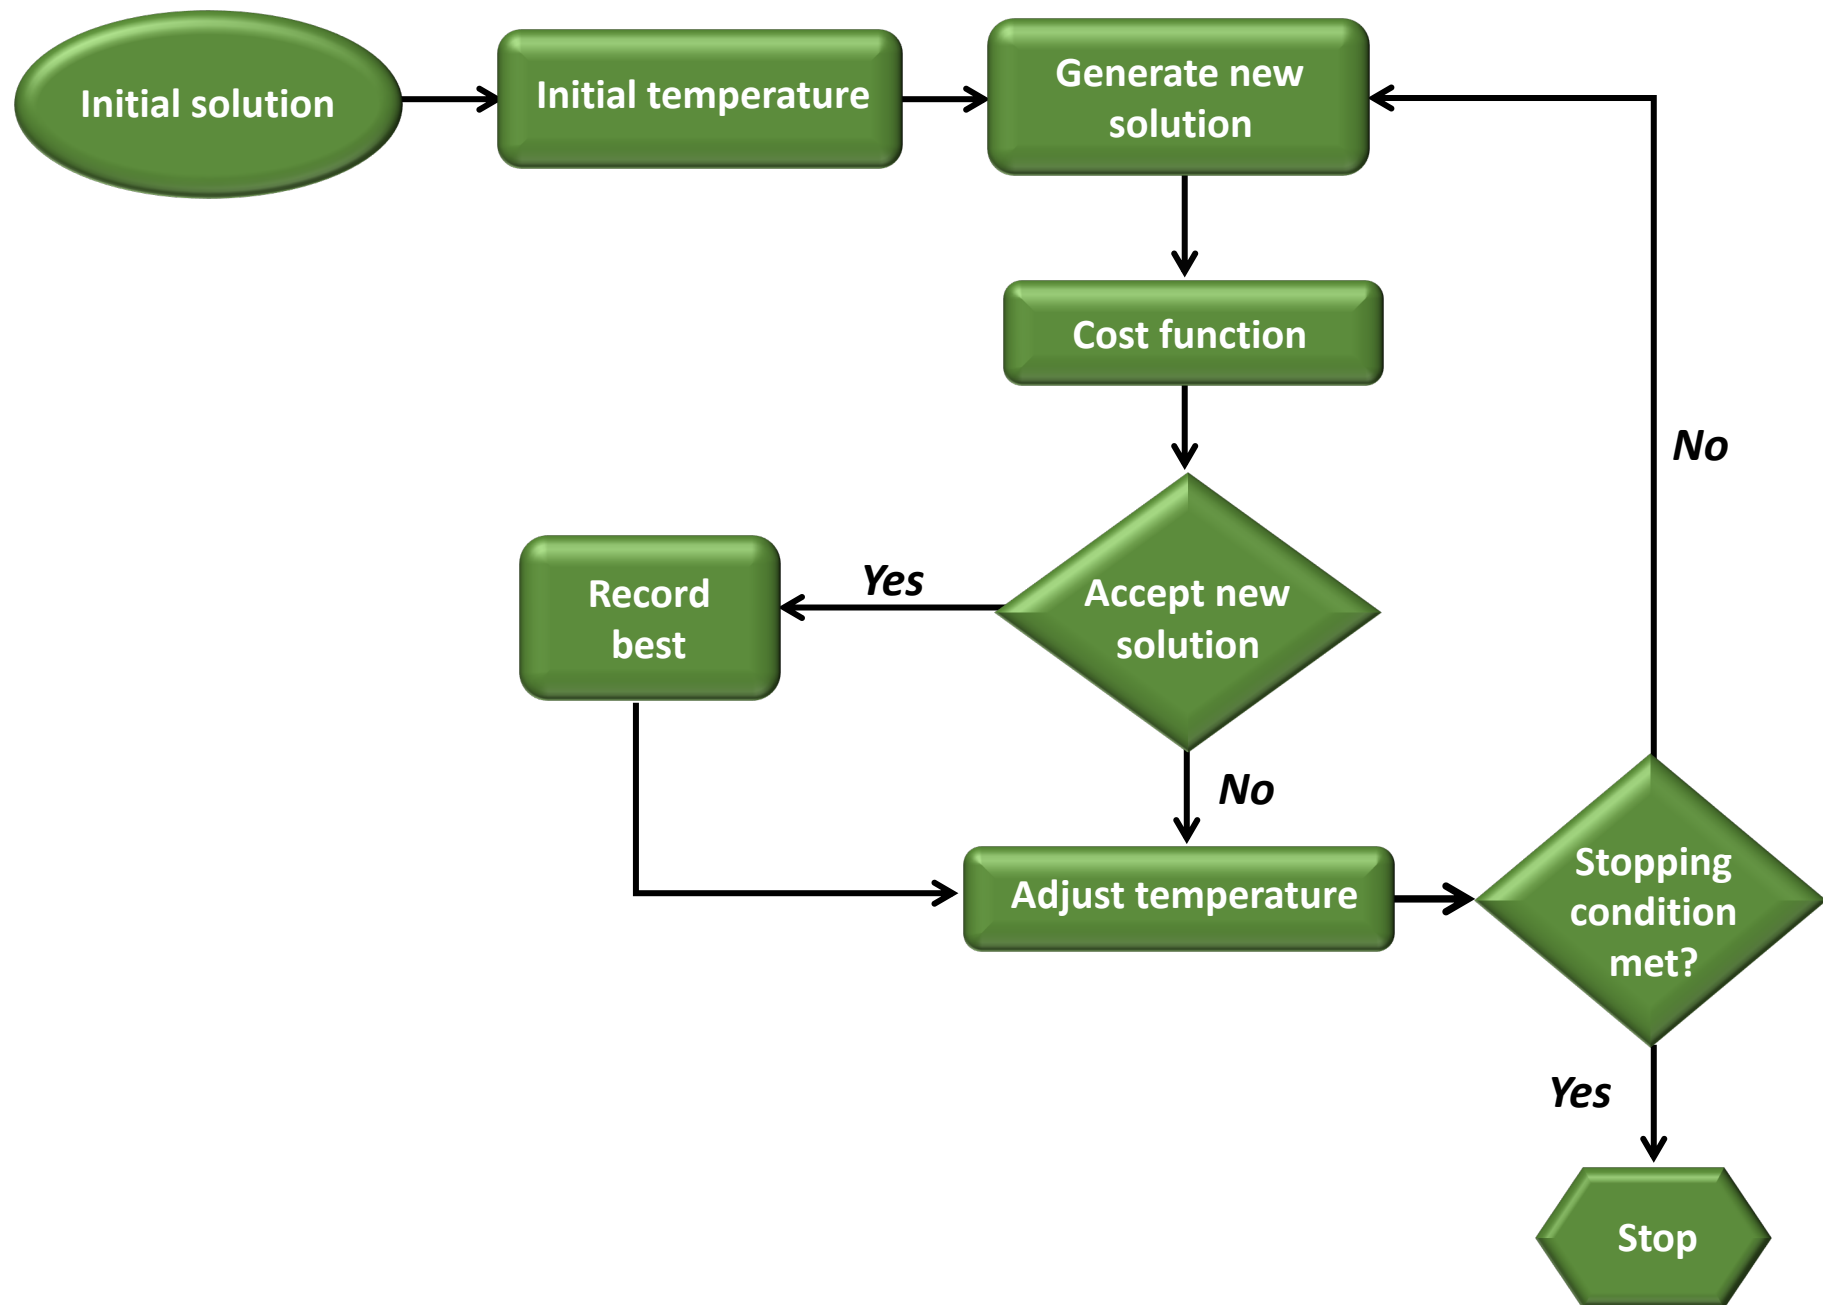 Initial solution
Initial temperature
Generate new
solution
Cost function
No
Yes
Record
best
Accept new
solution
No
Adjust temperature
Stopping
condition
met?
Yes
Stop